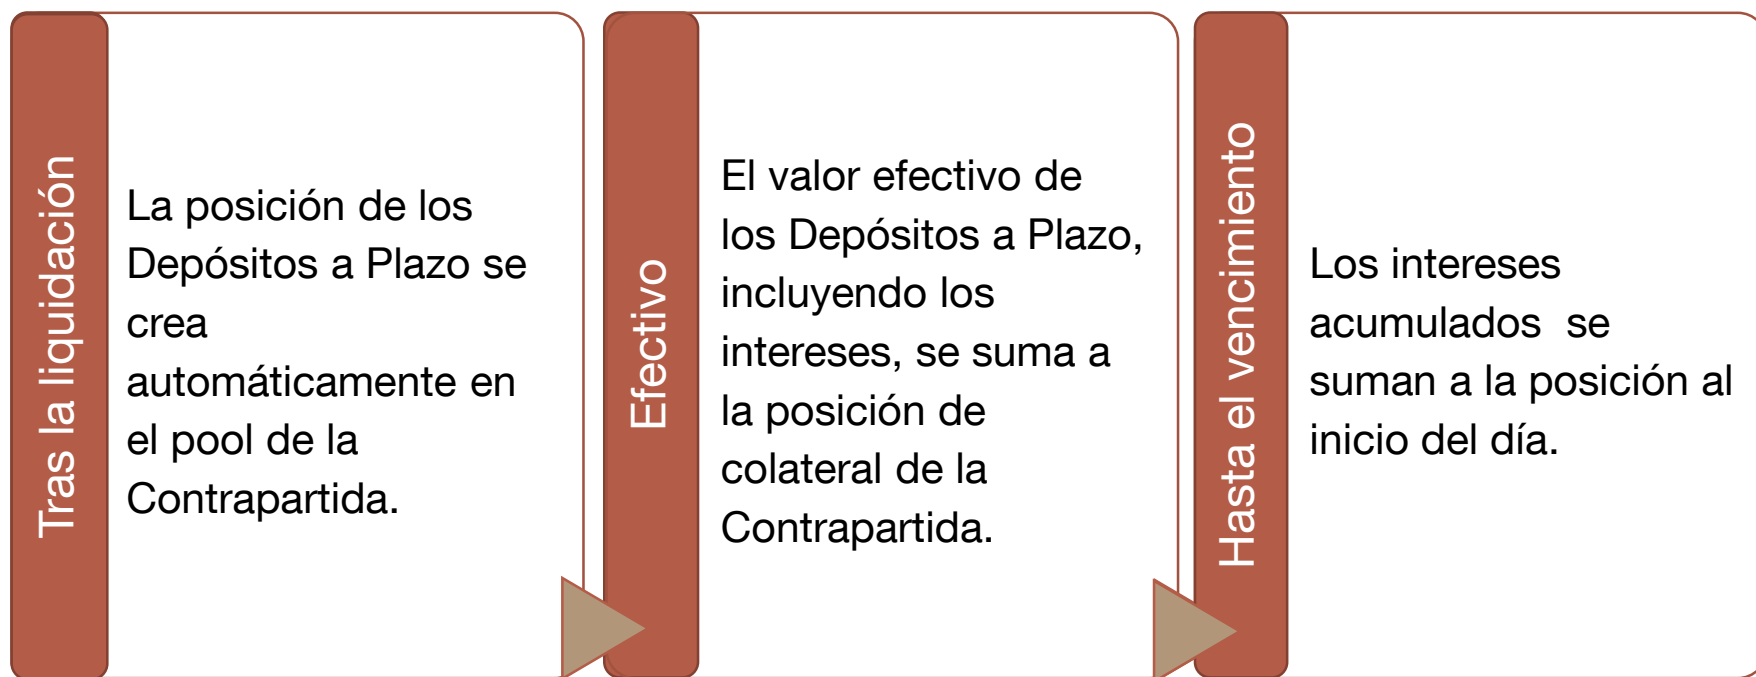 Tras la liquidación
La posición de los
Depósitos a Plazo se
crea
automáticamente en
el pool de la
Contrapartida.
Efectivo
El valor efectivo de
los Depósitos a Plazo,
incluyendo los
intereses, se suma a
la posición de
colateral de la
Contrapartida.
Hasta el vencimiento
Los intereses
acumulados  se
suman a la posición al
inicio del día.